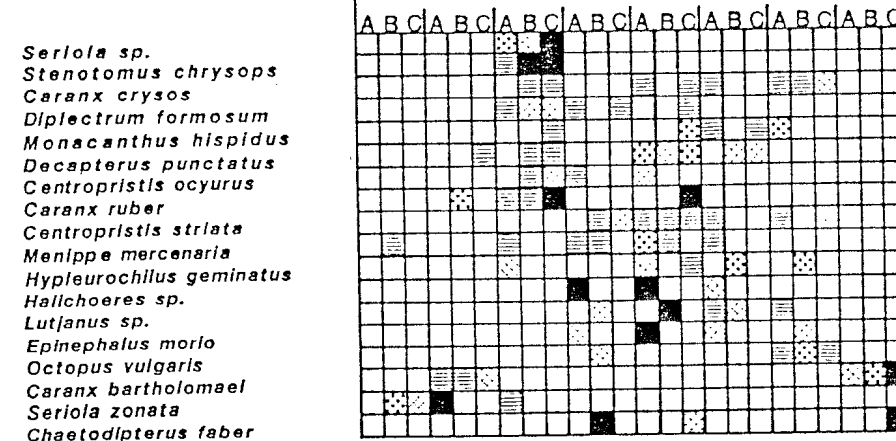 A B C A B C A B C A B C A B C A B C A B C A B C
Seriola sp.
Stenotomus chrysops
Caranx crysos
Diplectrum formosum
Monacanthus hispidus
Decapterus punctatus
Centropristis ocyurus
Caranx ruber
Centropristis striata
Menippe mercenaria
Hypleurochilus geminatus
Halichoeres sp.
Lutjanus sp.
Epinephalus morio
Octopus vulgaris
Caranx bartholomael
Seriola zonata
Chaetodipterus faber